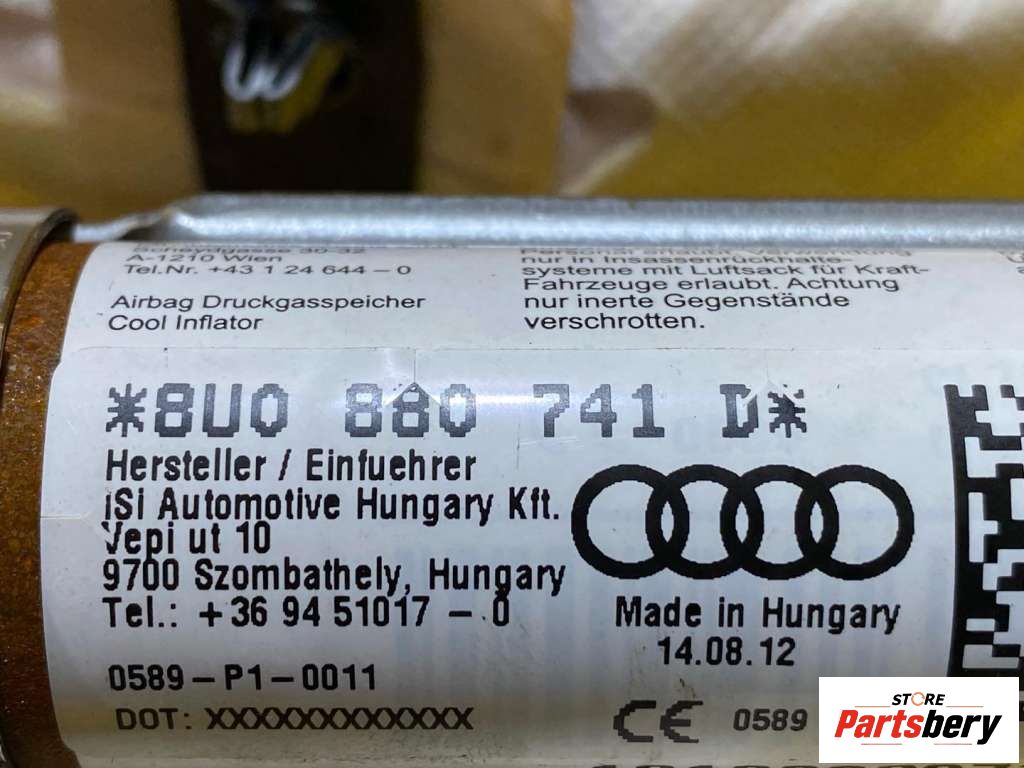 Scheydgasse 30-32
A-1210 Wien
Tel.Nr. +43 1 24 644 – 0
Airbag Druckgasspeicher
Cool Inflator
nur in Insassenrückhalte-
systeme mit Luftsack für Kraft-
Fahrzeuge erlaubt. Achtung
nur inerte Gegenstände
verschrotten.
*8U0 880 741 D*
Hersteller / Einfuehrer
iSi Automotive Hungary Kft.
Vepi ut 10
9700 Szombathely, Hungary
Tel.: +36 94 51017 – 0
Made in Hungary
14.08.12
0589 – P1 – 0011
DOT: XXXXXXXXXXXXX
CE 0589
STORE
Partsbery